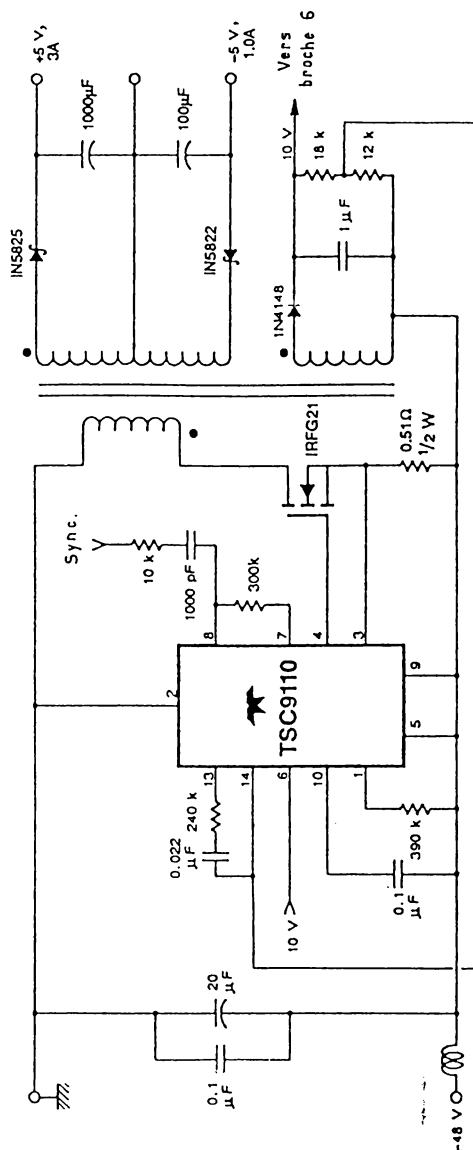 +5 V,
3A
1000µF
100µF
−5 V,
1.0A
IN5825
IN5822
Vers
broche 6
10 V
18 k
12 k
1 µF
1N4148
IRFG21
0.51Ω
1/2 W
Sync.
10 k
1000 pF
300k
8
7
4
3
2
TSC9110
9
5
13
14
6
10
1
240 k
0.022
µF
10 V
390 k
0.1
µF
20
µF
0.1
µF
−48 V